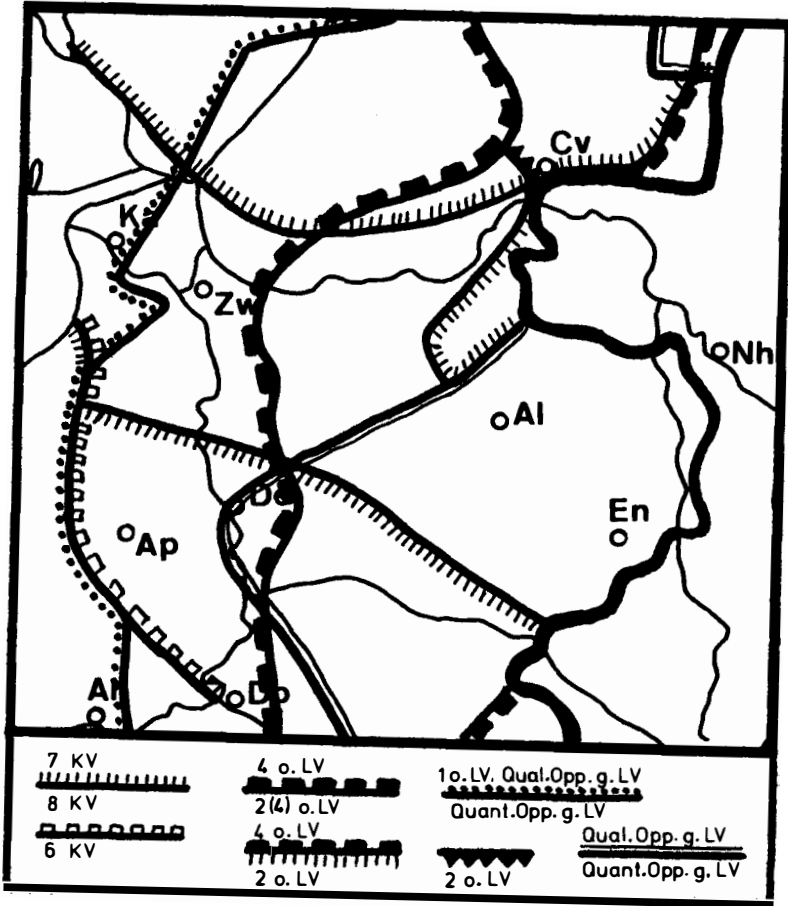 Cv
K
Zw
Nh
Al
De
En
Ap
Do
7 KV
8 KV
6 KV
4 o. LV
2(4) o. LV
4 o. LV
2 o. LV
1 o. LV, Qual.Opp. g. LV
Quant.Opp. g. LV
2 o. LV
Qual.Opp. g. LV
Quant.Opp. g. LV